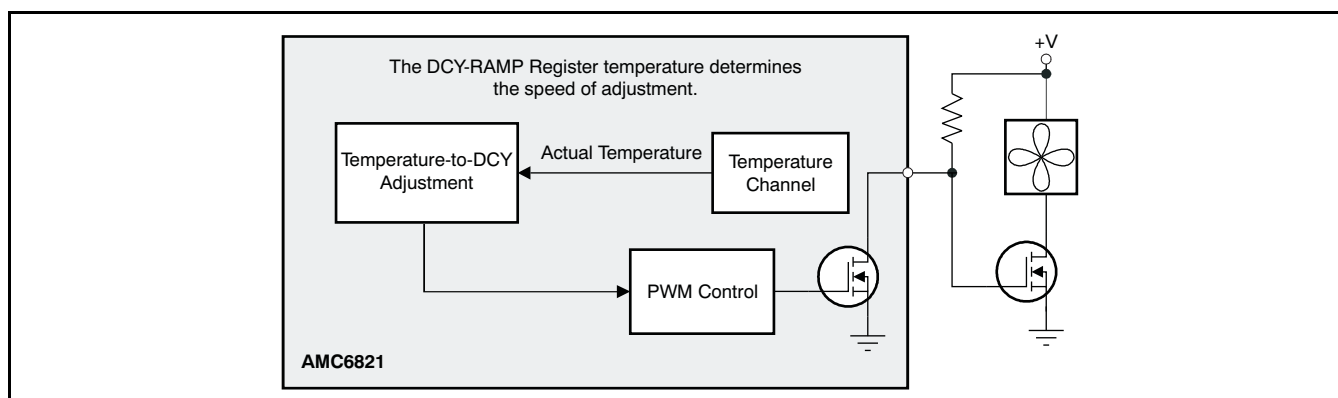 +V
The DCY-RAMP Register temperature determines
the speed of adjustment.
Temperature-to-DCY
Adjustment
Actual Temperature
Temperature
Channel
PWM Control
AMC6821